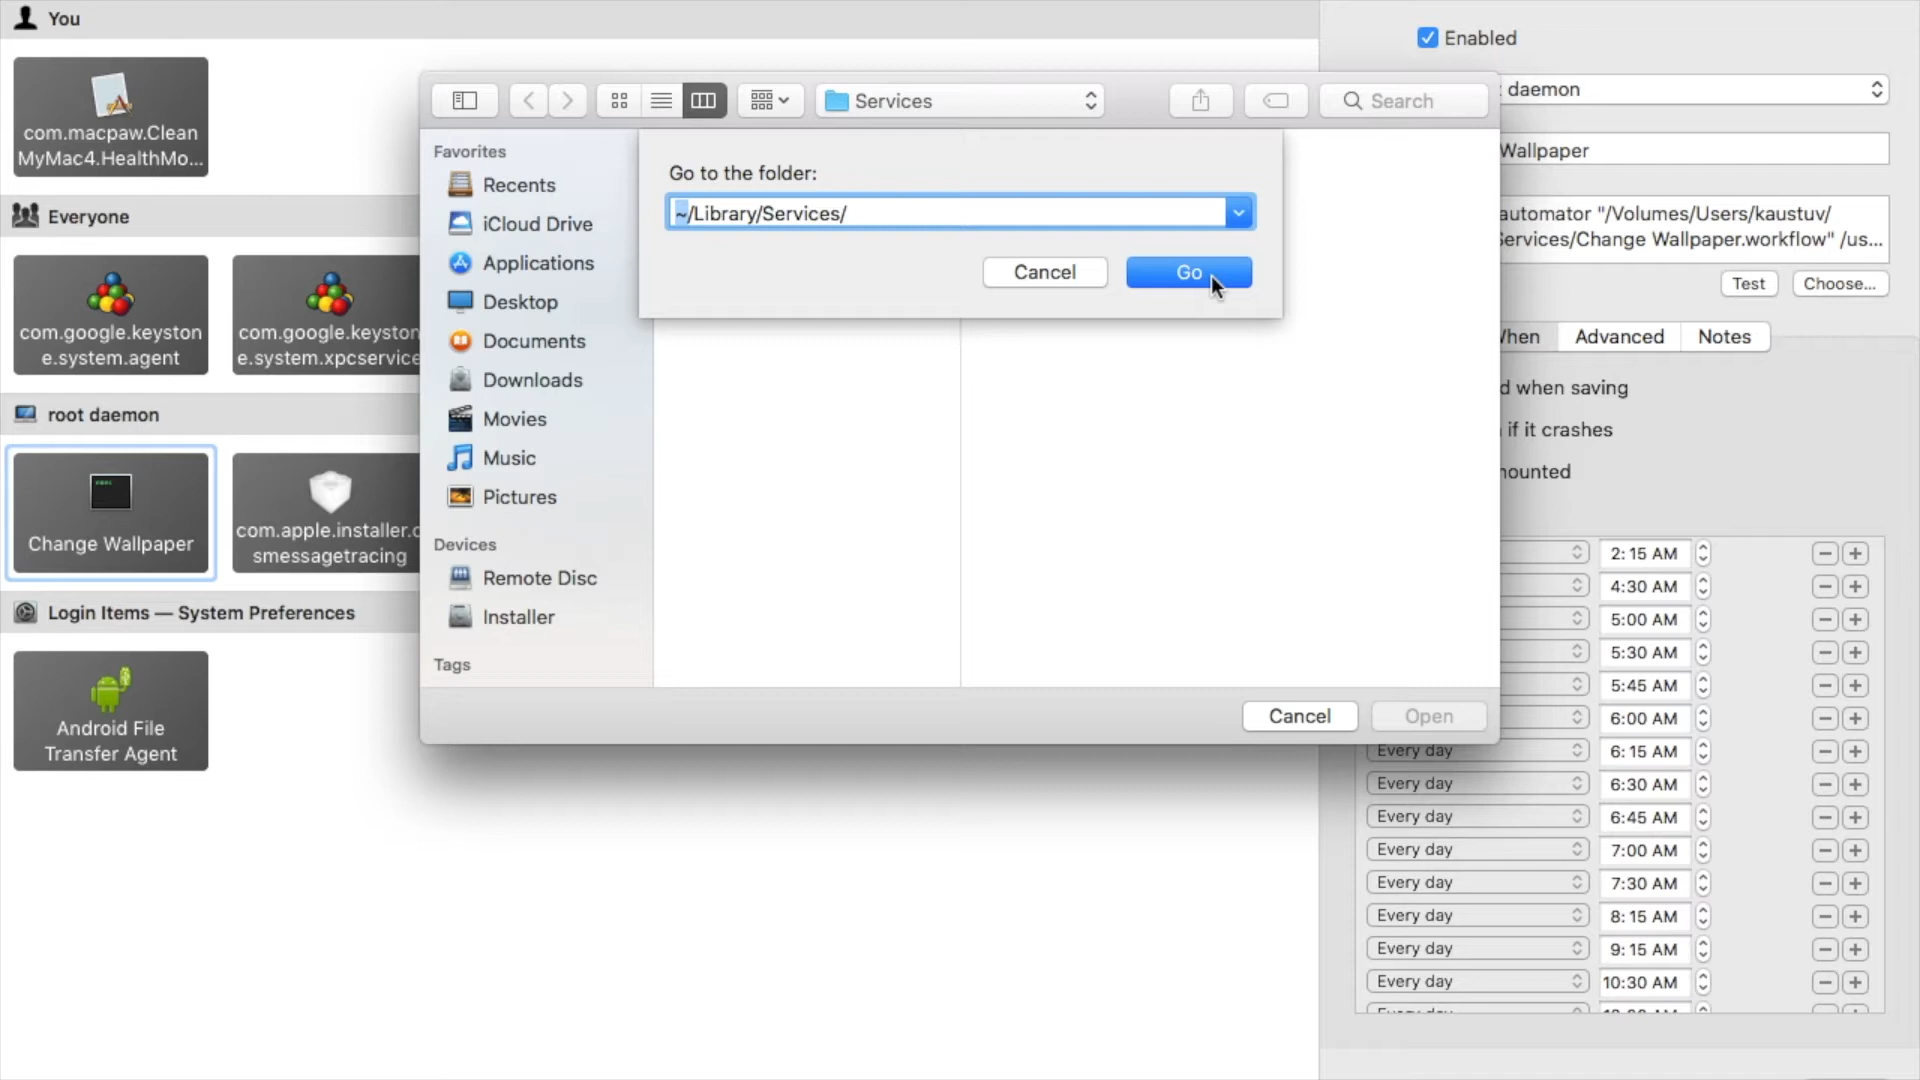 You
com.macpaw.Clean
MyMac4.HealthMo...
Everyone
com.google.keyston
e.system.agent
com.google.keyston
e.system.xpcservice
root daemon
Change Wallpaper
com.apple.installer.c
smessagetracing
Login Items — System Preferences
Android File
Transfer Agent
Services
Search
Favorites
Recents
iCloud Drive
Applications
Desktop
Documents
Downloads
Movies
Music
Pictures
Devices
Remote Disc
Installer
Tags
Go to the folder:
~/Library/Services/
Cancel
Go
Cancel
Open
Enabled
daemon
Wallpaper
automator "/Volumes/Users/kaustuv/
Services/Change Wallpaper.workflow" /us...
Test
Choose...
When
Advanced
Notes
d when saving
if it crashes
mounted
2:15 AM
4:30 AM
5:00 AM
5:30 AM
5:45 AM
6:00 AM
Every day 6:15 AM
Every day 6:30 AM
Every day 6:45 AM
Every day 7:00 AM
Every day 7:30 AM
Every day 8:15 AM
Every day 9:15 AM
Every day 10:30 AM